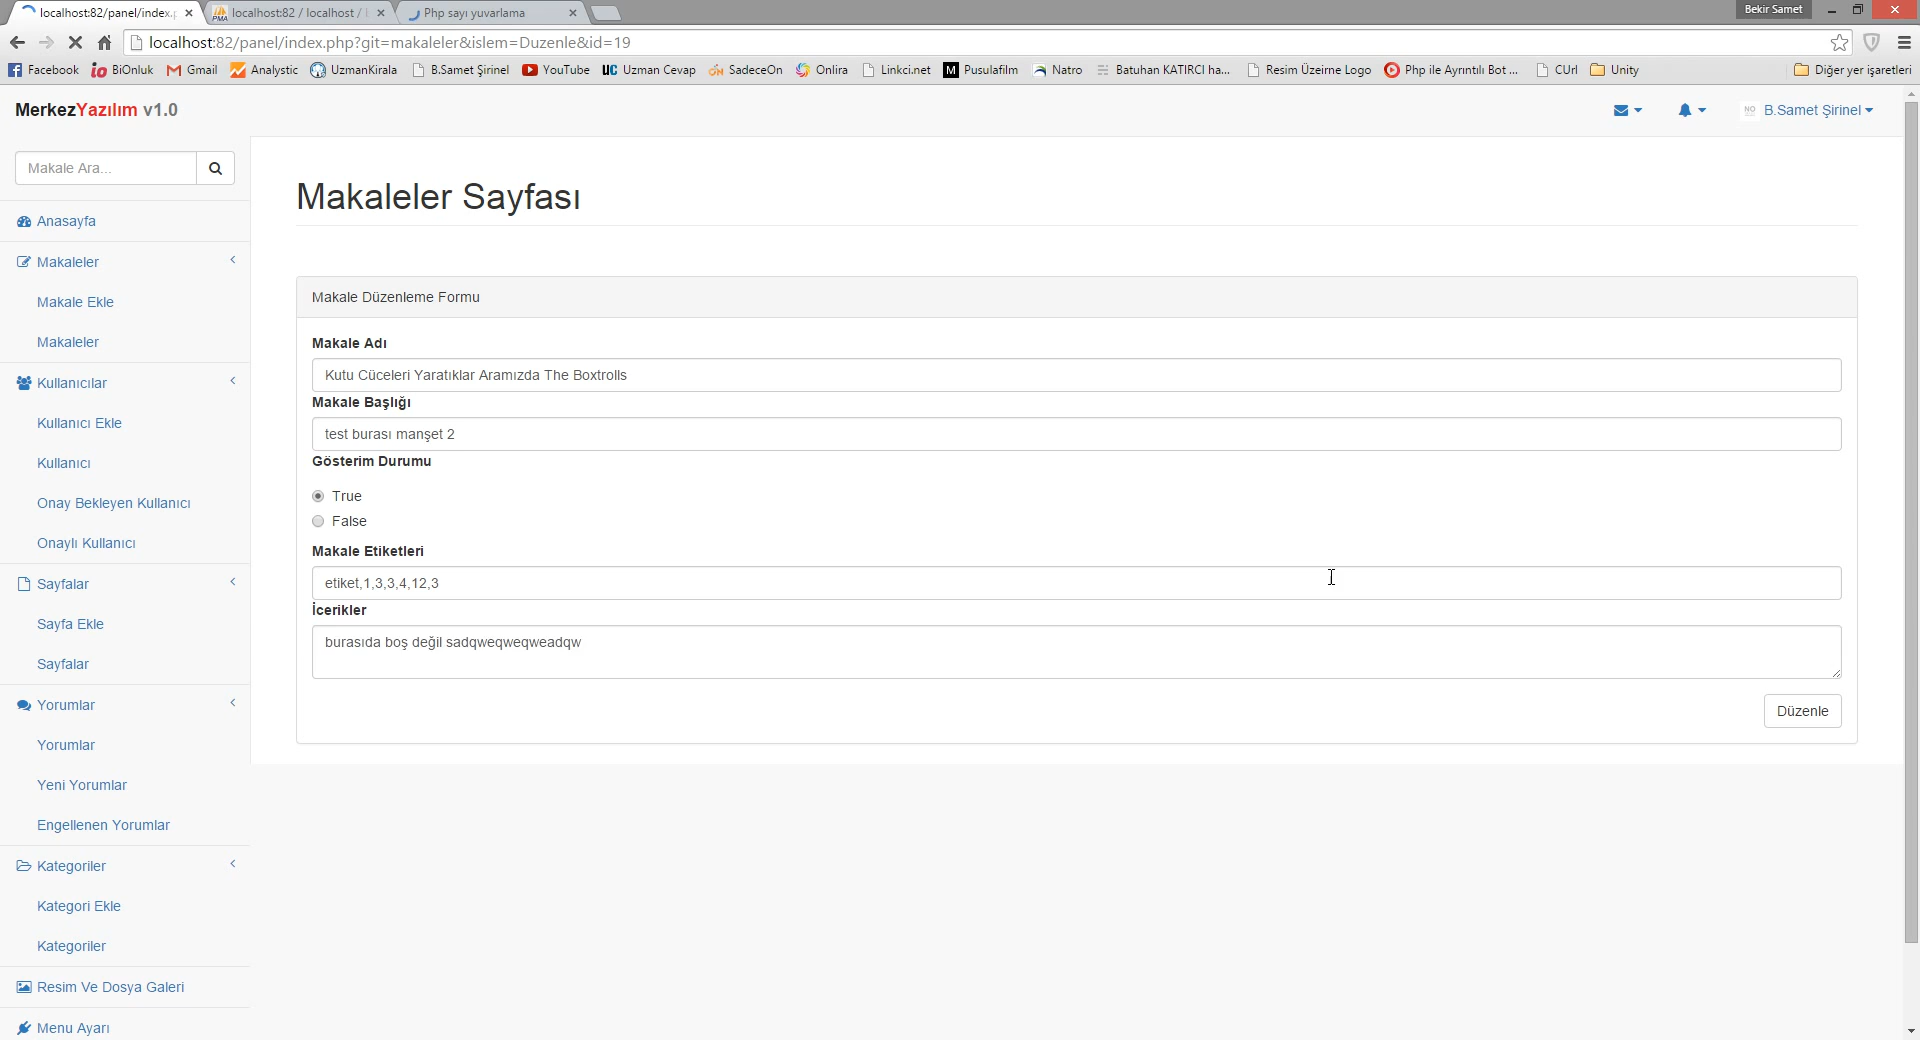 localhost:82/panel/index.p
localhost:82 / localhost /
Php sayı yuvarlama
Bekir Samet
localhost:82/panel/index.php?git=makaleler&islem=Duzenle&id=19
Facebook
BiOnluk
Gmail
Analystic
UzmanKirala
B.Samet Şirinel
YouTube
Uzman Cevap
SadeceOn
Onlira
Linkci.net
Pusulafilm
Natro
Batuhan KATIRCI ha...
Resim Üzeirne Logo
Php ile Ayrıntılı Bot ...
CUrl
Unity
Diğer yer işaretleri
MerkezYazılım v1.0
B.Samet Şirinel
Makale Ara...
Makaleler Sayfası
Anasayfa
Makaleler
Makale Ekle
Makaleler
Kullanıcılar
Kullanıcı Ekle
Kullanıcı
Onay Bekleyen Kullanıcı
Onaylı Kullanıcı
Sayfalar
Sayfa Ekle
Sayfalar
Yorumlar
Yorumlar
Yeni Yorumlar
Engellenen Yorumlar
Kategoriler
Kategori Ekle
Kategoriler
Resim Ve Dosya Galeri
Menu Ayarı
Makale Düzenleme Formu
Makale Adı
Kutu Cüceleri Yaratıklar Aramızda The Boxtrolls
Makale Başlığı
test burası manşet 2
Gösterim Durumu
True
False
Makale Etiketleri
etiket,1,3,3,4,12,3
İcerikler
burasıda boş değil sadqweqweqweadqw
Düzenle